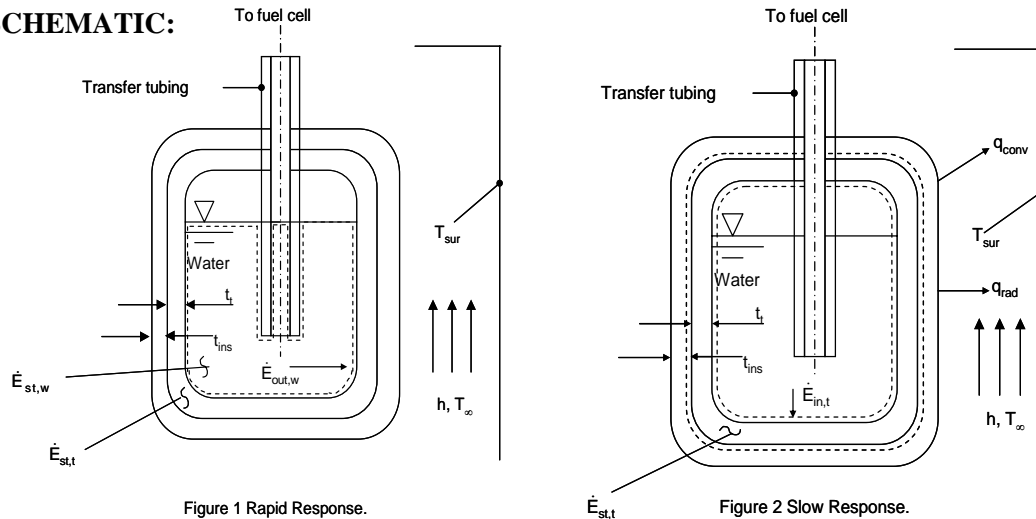 SCHEMATIC:
To fuel cell
Transfer tubing
T_sur
Water
t_t
t_ins
Ė_st,w
Ė_out,w
h, T_∞
Ė_st,t
Figure 1 Rapid Response.
To fuel cell
Transfer tubing
q_conv
T_sur
Water
q_rad
t_t
t_ins
Ė_in,t
h, T_∞
Ė_st,t
Figure 2 Slow Response.